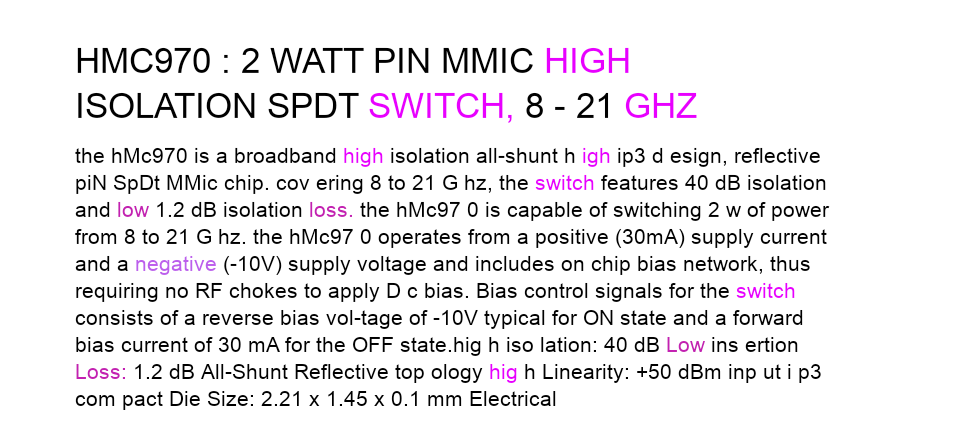 HMC970 : 2 WATT PIN MMIC HIGH
ISOLATION SPDT SWITCH, 8 - 21 GHZ
the hMc970 is a broadband high isolation all-shunt h igh ip3 d esign, reflective
piN SpDt MMic chip. cov ering 8 to 21 G hz, the switch features 40 dB isolation
and low 1.2 dB isolation loss. the hMc97 0 is capable of switching 2 w of power
from 8 to 21 G hz. the hMc97 0 operates from a positive (30mA) supply current
and a negative (-10V) supply voltage and includes on chip bias network, thus
requiring no RF chokes to apply D c bias. Bias control signals for the switch
consists of a reverse bias vol-tage of -10V typical for ON state and a forward
bias current of 30 mA for the OFF state.hig h iso lation: 40 dB Low ins ertion
Loss: 1.2 dB All-Shunt Reflective top ology hig h Linearity: +50 dBm inp ut i p3
com pact Die Size: 2.21 x 1.45 x 0.1 mm Electrical